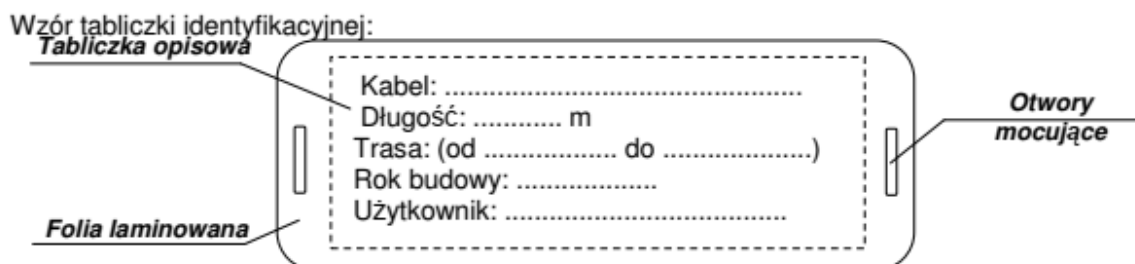 Wzór tabliczki identyfikacyjnej:
Tabliczka opisowa
Kabel: ................................................
Długość: ............ m
Trasa: (od .................. do ....................)
Rok budowy: ...................
Użytkownik: ......................................
Otwory
mocujące
Folia laminowana